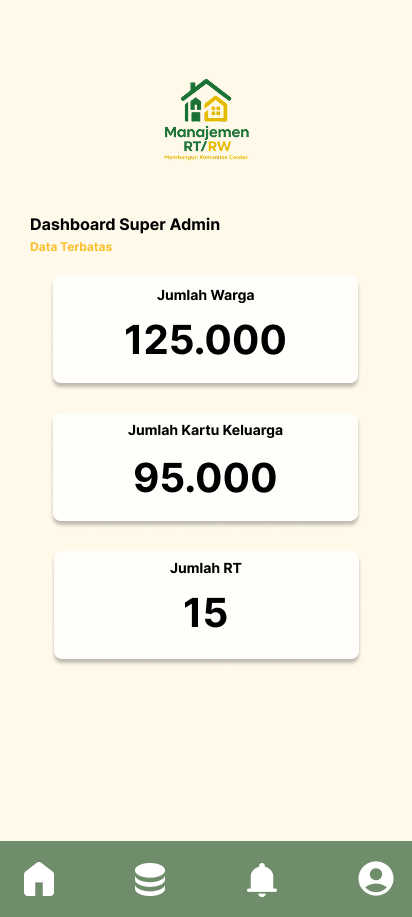 Manajemen
RT/RW
Membangun Komunitas Cerdas
Dashboard Super Admin
Data Terbatas
Jumlah Warga
125.000
Jumlah Kartu Keluarga
95.000
Jumlah RT
15